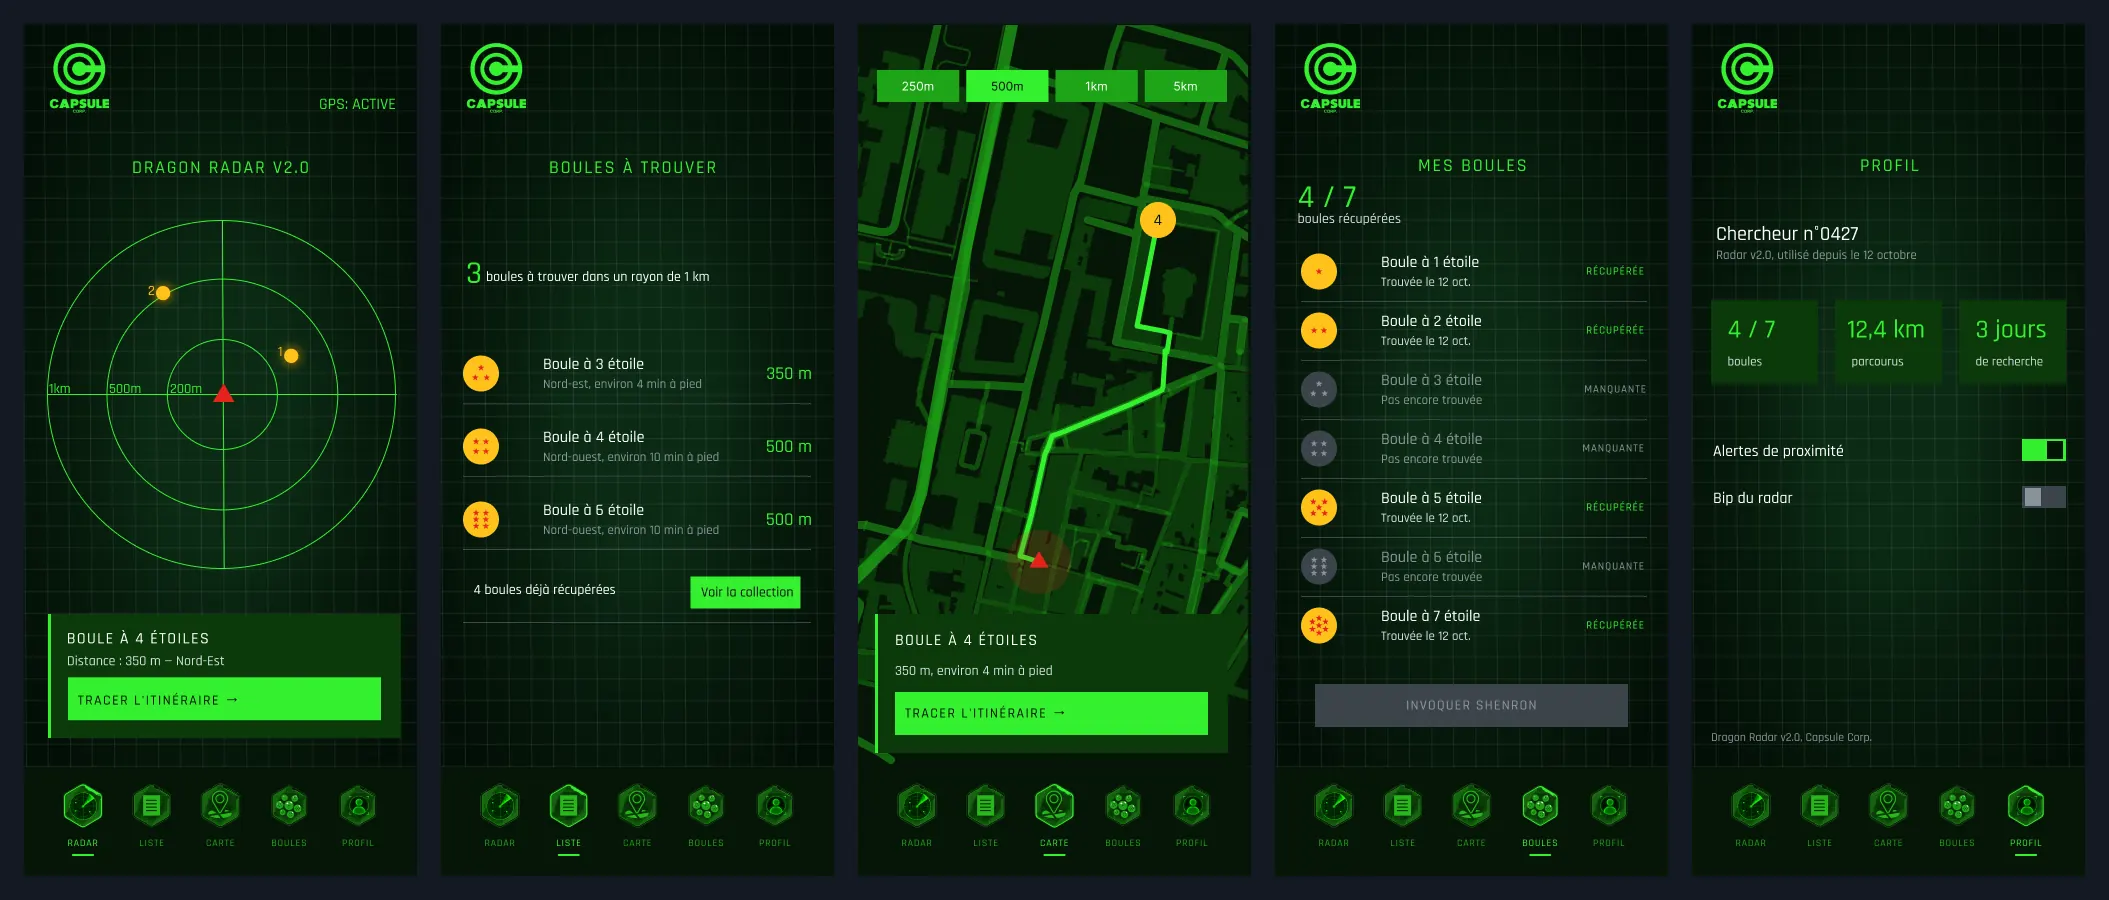 CAPSULE
CORP.
GPS: ACTIVE
DRAGON RADAR V2.0
2
1
1km
500m
200m
BOULE À 4 ÉTOILES
Distance : 350 m – Nord-Est
TRACER L'ITINÉRAIRE →
RADAR
LISTE
CARTE
BOULES
PROFIL
CAPSULE
CORP.
BOULES À TROUVER
3 boules à trouver dans un rayon de 1 km
Boule à 3 étoile
Nord-est, environ 4 min à pied
350 m
Boule à 4 étoile
Nord-ouest, environ 10 min à pied
500 m
Boule à 6 étoile
Nord-ouest, environ 10 min à pied
500 m
4 boules déjà récupérées
Voir la collection
RADAR
LISTE
CARTE
BOULES
PROFIL
250m
500m
1km
5km
4
BOULE À 4 ÉTOILES
350 m, environ 4 min à pied
TRACER L'ITINÉRAIRE →
RADAR
LISTE
CARTE
BOULES
PROFIL
CAPSULE
CORP.
MES BOULES
4 / 7
boules récupérées
Boule à 1 étoile
Trouvée le 12 oct.
RÉCUPÉRÉE
Boule à 2 étoile
Trouvée le 12 oct.
RÉCUPÉRÉE
Boule à 3 étoile
Pas encore trouvée
MANQUANTE
Boule à 4 étoile
Pas encore trouvée
MANQUANTE
Boule à 5 étoile
Trouvée le 12 oct.
RÉCUPÉRÉE
Boule à 6 étoile
Pas encore trouvée
MANQUANTE
Boule à 7 étoile
Trouvée le 12 oct.
RÉCUPÉRÉE
INVOQUER SHENRON
RADAR
LISTE
CARTE
BOULES
PROFIL
CAPSULE
CORP.
PROFIL
Chercheur n°0427
Radar v2.0, utilisé depuis le 12 octobre
4 / 7
boules
12,4 km
parcourus
3 jours
de recherche
Alertes de proximité
Bip du radar
Dragon Radar v2.0, Capsule Corp.
RADAR
LISTE
CARTE
BOULES
PROFIL